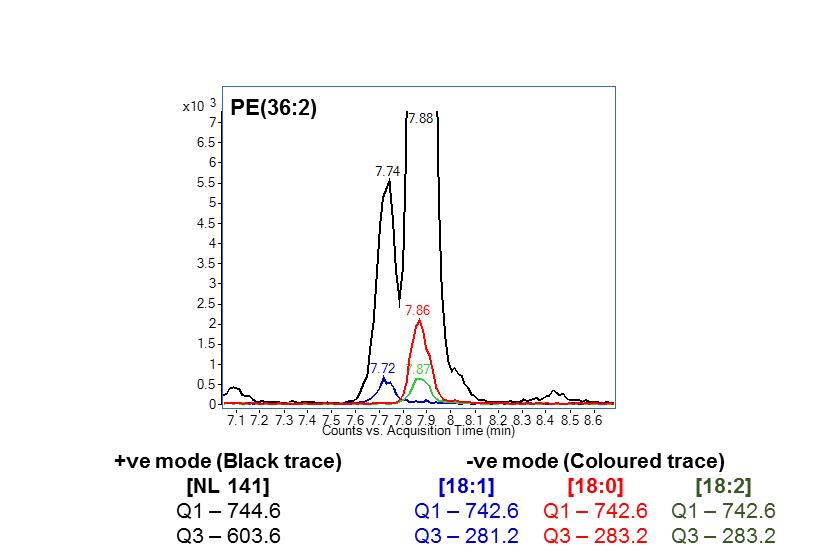 PE(36:2)
x10 3
7
6.5
6
5.5
5
4.5
4
3.5
3
2.5
2
1.5
1
0.5
0
7.88
7.74
7.86
7.72
7.87
7.1 7.2 7.3 7.4 7.5 7.6 7.7 7.8 7.9 8 8.1 8.2 8.3 8.4 8.5 8.6
Counts vs. Acquisition Time (min)
+ve mode (Black trace) -ve mode (Coloured trace)
[NL 141] [18:1] [18:0] [18:2]
Q1 – 744.6 Q1 – 742.6 Q1 – 742.6 Q1 – 742.6
Q3 – 603.6 Q3 – 281.2 Q3 – 283.2 Q3 – 283.2